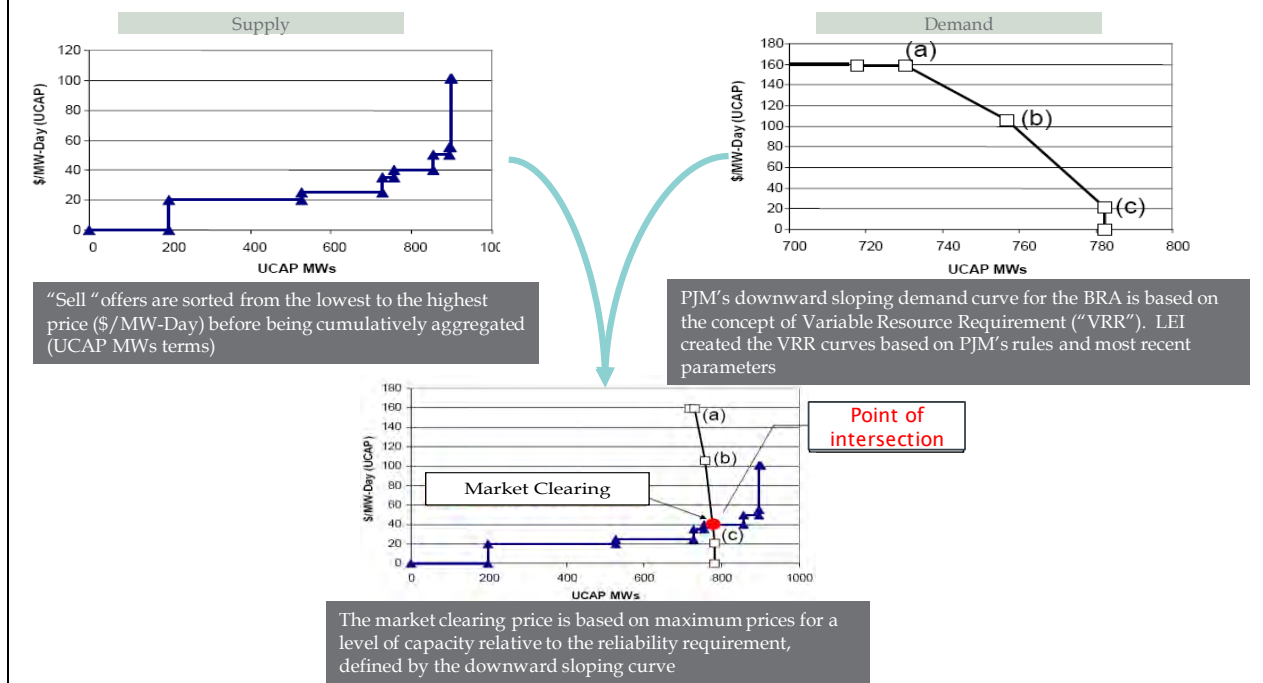 Supply
120
100
80
60
40
20
0
$/MW-Day (UCAP)
0 200 400 600 800 100
UCAP MWs
Demand
180
160
140
120
100
80
60
40
20
0
$/MW-Day (UCAP)
(a)
(b)
(c)
700 720 740 760 780 800
UCAP MWs
“Sell “offers are sorted from the lowest to the highest
price ($/MW-Day) before being cumulatively aggregated
(UCAP MWs terms)
PJM’s downward sloping demand curve for the BRA is based on
the concept of Variable Resource Requirement (“VRR”). LEI
created the VRR curves based on PJM’s rules and most recent
parameters
180
160
140
120
100
80
60
40
20
0
$/MW-Day (UCAP)
(a)
(b)
(c)
Market Clearing
Point of
intersection
0 200 400 600 800 1000
UCAP MWs
The market clearing price is based on maximum prices for a
level of capacity relative to the reliability requirement,
defined by the downward sloping curve